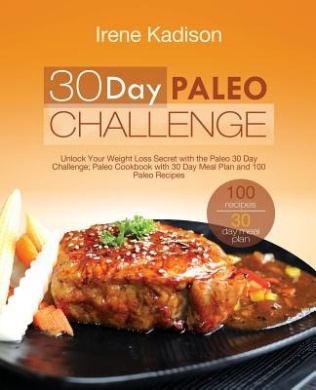 Irene Kadison
30 Day PALEO
CHALLENGE
Unlock Your Weight Loss Secret with the Paleo 30 Day
Challenge; Paleo Cookbook with 30 Day Meal Plan and 100
Paleo Recipes
100
recipes
30
day meal
plan